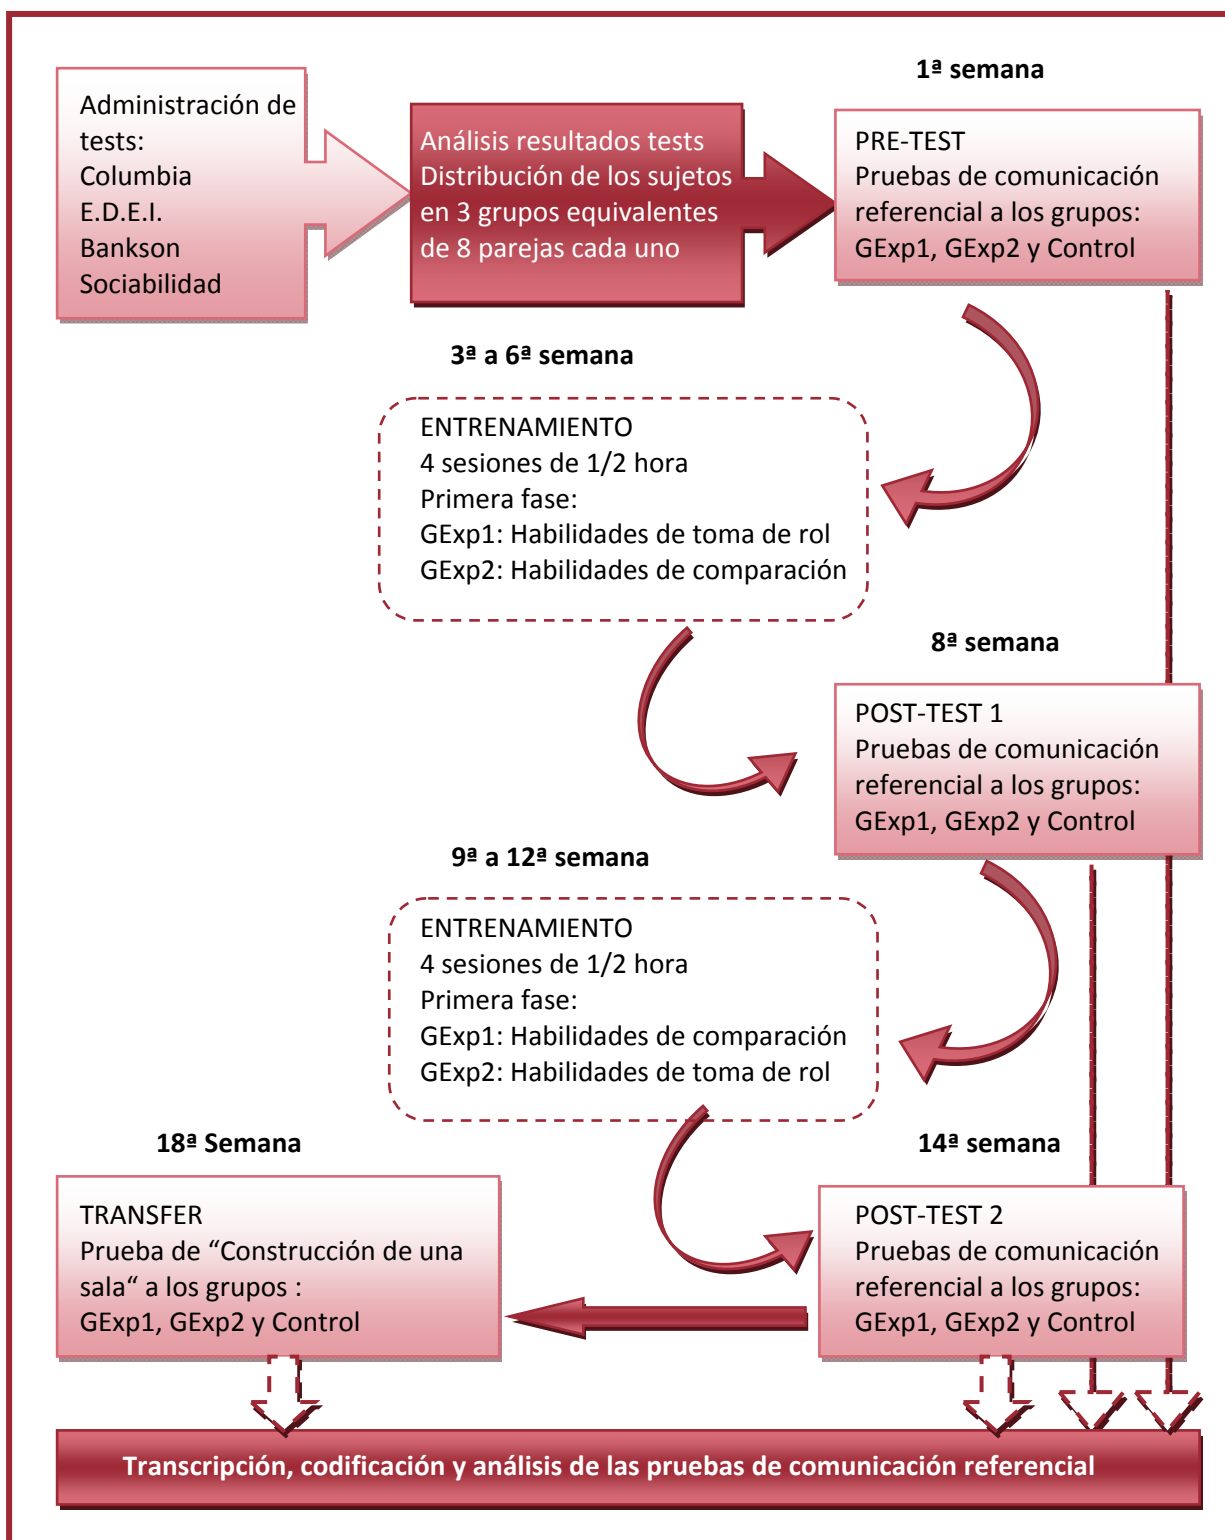 Administración de
tests:
Columbia
E.D.E.I.
Bankson
Sociabilidad
Análisis resultados tests
Distribución de los sujetos
en 3 grupos equivalentes
de 8 parejas cada uno
1ª semana
PRE-TEST
Pruebas de comunicación
referencial a los grupos:
GExp1, GExp2 y Control
3ª a 6ª semana
ENTRENAMIENTO
4 sesiones de 1/2 hora
Primera fase:
GExp1: Habilidades de toma de rol
GExp2: Habilidades de comparación
8ª semana
POST-TEST 1
Pruebas de comunicación
referencial a los grupos:
GExp1, GExp2 y Control
9ª a 12ª semana
ENTRENAMIENTO
4 sesiones de 1/2 hora
Primera fase:
GExp1: Habilidades de comparación
GExp2: Habilidades de toma de rol
14ª semana
POST-TEST 2
Pruebas de comunicación
referencial a los grupos:
GExp1, GExp2 y Control
18ª Semana
TRANSFER
Prueba de “Construcción de una
sala“ a los grupos :
GExp1, GExp2 y Control
Transcripción, codificación y análisis de las pruebas de comunicación referencial